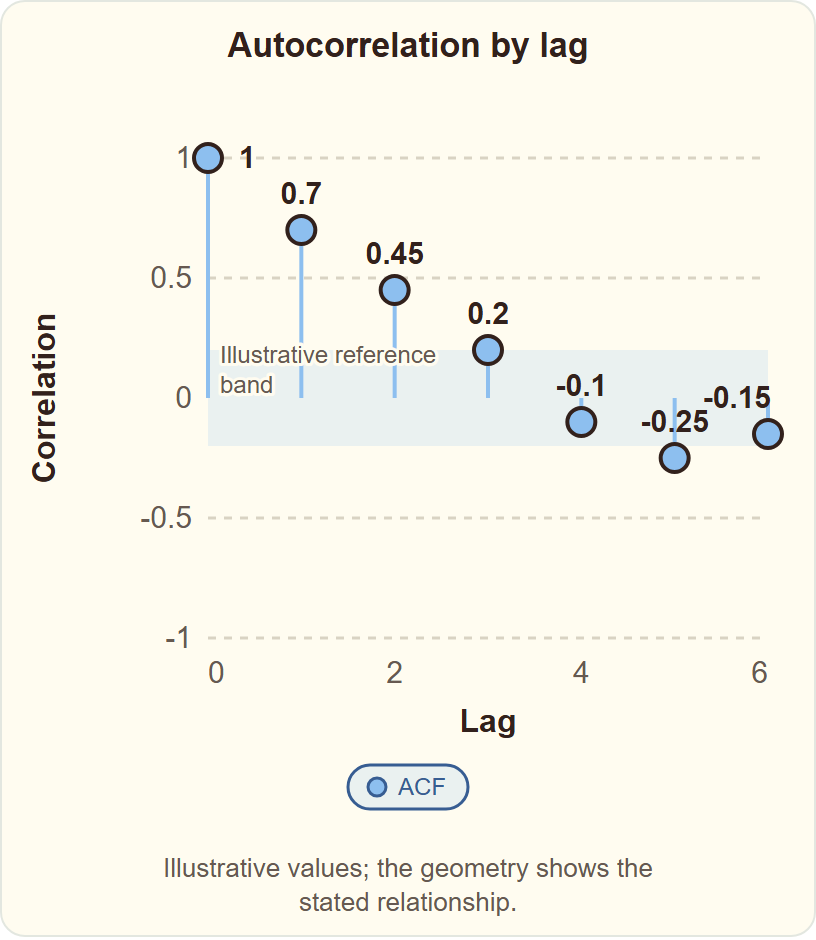 Autocorrelation by lag
1
1
0.7
0.45
0.5
0.2
Illustrative reference
band
-0.1
0
-0.15
-0.25
-0.5
-1
0
2
4
6
Correlation
Lag
ACF
Illustrative values; the geometry shows the
stated relationship.